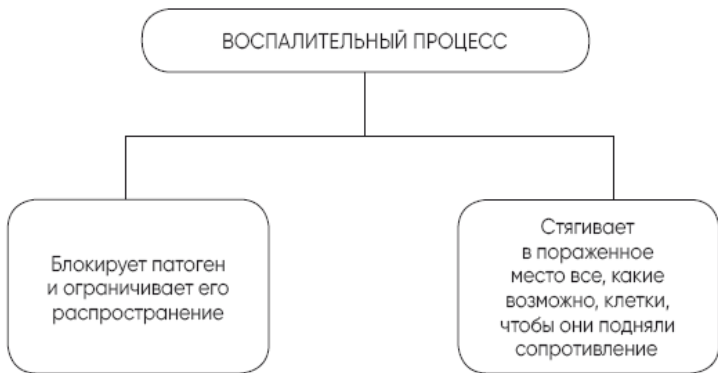 ВОСПАЛИТЕЛЬНЫЙ ПРОЦЕСС
Блокирует патоген
и ограничивает его
распространение
Стягивает
в пораженное
место все, какие
возможно, клетки,
чтобы они подняли
сопротивление